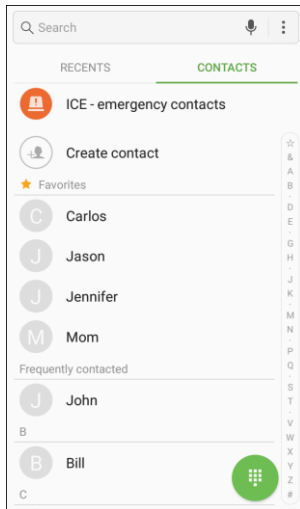 Search
RECENTS CONTACTS
ICE - emergency contacts
Create contact
Favorites
C Carlos
J Jason
J Jennifer
M Mom
Frequently contacted
J John
B
B Bill
C
☆
&
A
B
.
D
E
.
G
H
.
J
K
.
M
N
.
P
Q
.
S
T
.
V
W
X
Y
Z
#